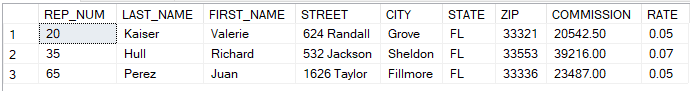 REP_NUM LAST_NAME FIRST_NAME STREET CITY STATE ZIP COMMISSION RATE
1 20 Kaiser Valerie 624 Randall Grove FL 33321 20542.50 0.05
2 35 Hull Richard 532 Jackson Sheldon FL 33553 39216.00 0.07
3 65 Perez Juan 1626 Taylor Fillmore FL 33336 23487.00 0.05